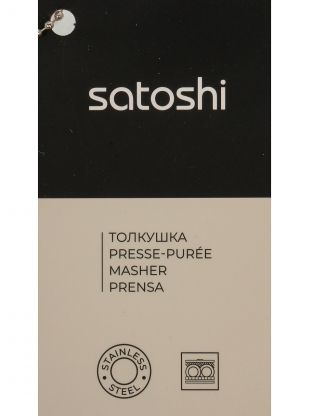 satoshi
ТОЛКУШКА
PRESSE-PURÉE
MASHER
PRENSA
STAINLESS
STEEL